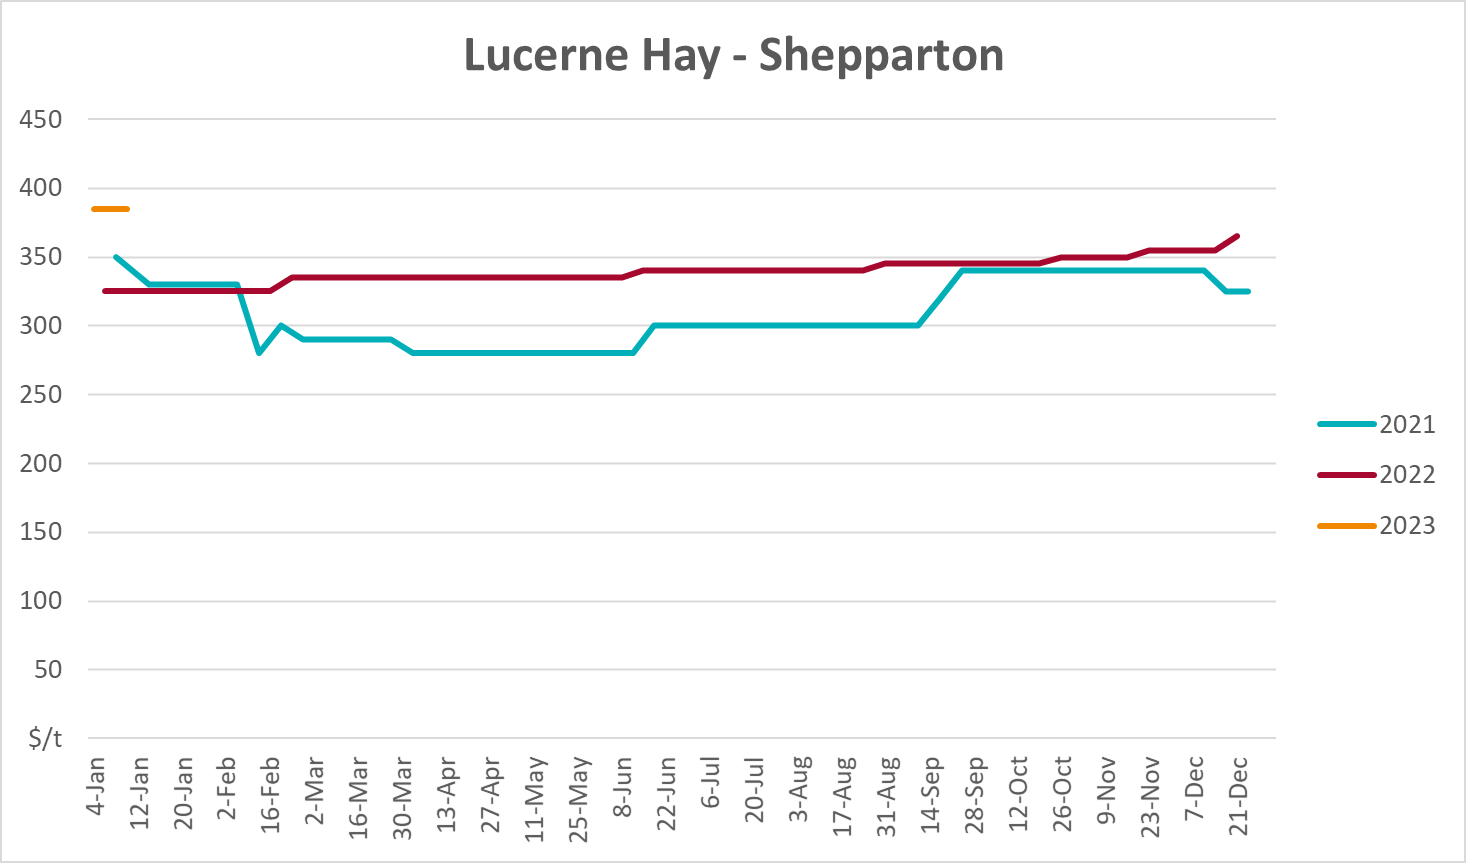 Lucerne Hay - Shepparton
450
400
350
300
250
200
150
100
50
$/t
4-Jan
12-Jan
20-Jan
2-Feb
16-Feb
2-Mar
16-Mar
30-Mar
13-Apr
27-Apr
11-May
25-May
8-Jun
22-Jun
6-Jul
20-Jul
3-Aug
17-Aug
31-Aug
14-Sep
28-Sep
12-Oct
26-Oct
9-Nov
23-Nov
7-Dec
21-Dec
2021
2022
2023